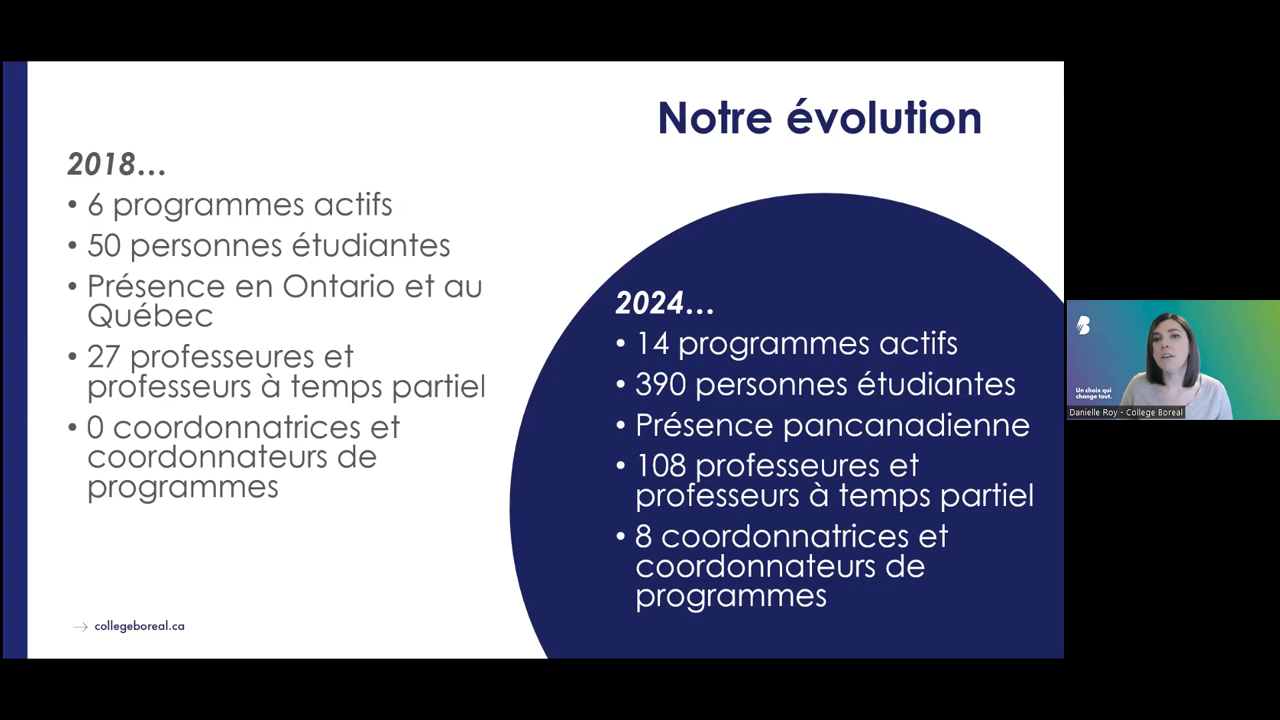 Notre évolution
2018...
• 6 programmes actifs
• 50 personnes étudiantes
• Présence en Ontario et au
Québec
• 27 professeures et
professeurs à temps partiel
• 0 coordonnatrices et
coordonnateurs de
programmes
2024...
• 14 programmes actifs
• 390 personnes étudiantes
• Présence pancanadienne
• 108 professeures et
professeurs à temps partiel
• 8 coordonnatrices et
coordonnateurs de
programmes
→ collegeboreal.ca
Un choix qui
change tout.
Danielle Roy - College Boreal